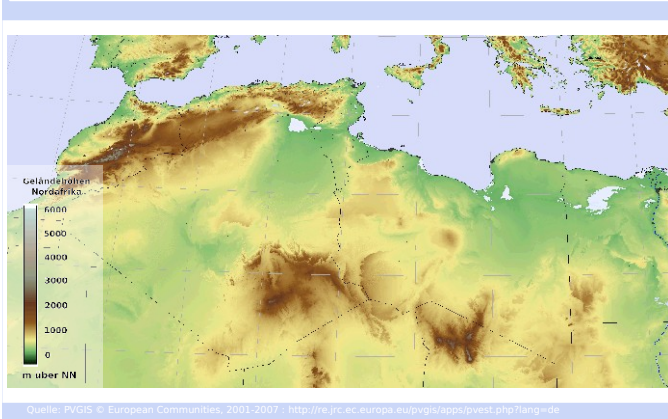 Geländehöhen
Nordafrika
6000
5000
4000
3000
2000
1000
0
m über NN
Quelle: PVGIS © European Communities, 2001-2007 : http://re.jrc.ec.europa.eu/pvgis/apps/pvest.php?lang=de